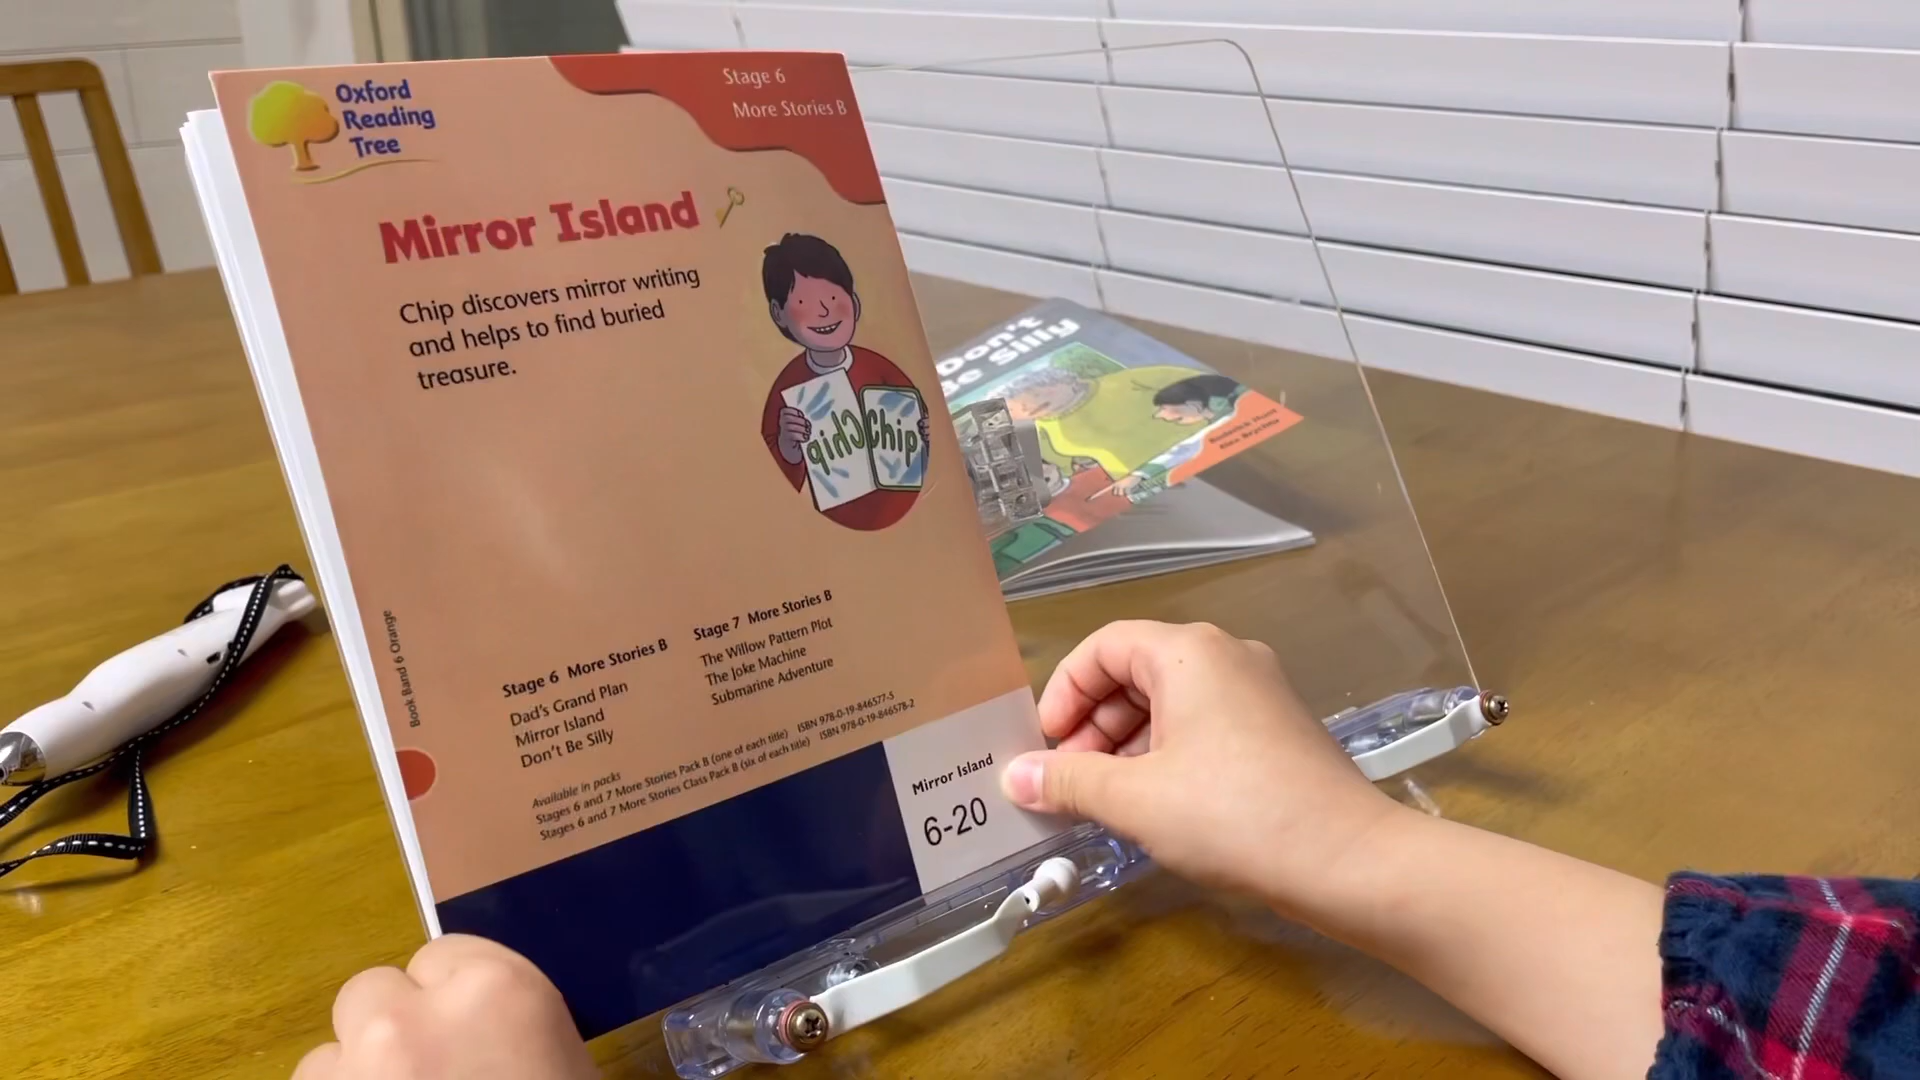 Oxford
Reading
Tree
Stage 6
More Stories B
Mirror Island
Chip discovers mirror writing
and helps to find buried
treasure.
Chip
Chip
Book Band 6 Orange
Stage 6 More Stories B
Dad's Grand Plan
Mirror Island
Don't Be Silly
Stage 7 More Stories B
The Willow Pattern Plot
The Joke Machine
Submarine Adventure
Available in packs
Stages 6 and 7 More Stories Pack B (one of each title) ISBN 978-0-19-846577-5
Stages 6 and 7 More Stories Class Pack B (six of each title) ISBN 978-0-19-846578-2
Mirror Island
6-20
Don't
Be Silly
Roderick Hunt
Alex Brychta